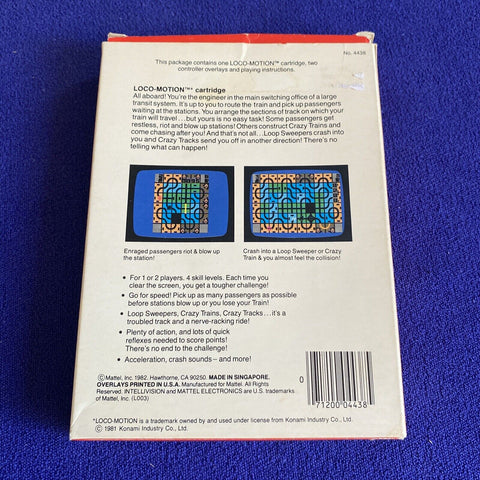 No. 4438
This package contains one LOCO-MOTION™ cartridge, two
controller overlays and playing instructions.
LOCO-MOTION™* cartridge
All aboard! You're the engineer in the main switching office of a large
transit system. It's up to you to route the train and pick up passengers
waiting at the stations. You arrange the sections of track on which your
train will travel...but yours is no easy task! Some passengers get
restless, riot and blow up stations! Others construct Crazy Trains and
come chasing after you! And that's not all...Loop Sweepers crash into
you and Crazy Tracks send you off in another direction! There's no
telling what can happen!
Enraged passengers riot & blow up
the station!
Crash into a Loop Sweeper or Crazy
Train & you almost feel the collision!
• For 1 or 2 players. 4 skill levels. Each time you
clear the screen, you get a tougher challenge!
• Go for speed! Pick up as many passengers as possible
before stations blow up or you lose your Train!
• Loop Sweepers, Crazy Trains, Crazy Tracks...it's a
troubled track and a nerve-racking ride!
• Plenty of action, and lots of quick
reflexes needed to score points!
There's no end to the challenge!
• Acceleration, crash sounds – and more!
© Mattel, Inc. 1982. Hawthorne, CA 90250. MADE IN SINGAPORE.
OVERLAYS PRINTED IN U.S.A. Manufactured for Mattel. All Rights
Reserved. INTELLIVISION and MATTEL ELECTRONICS are U.S. trademarks
of Mattel, Inc. (L003)
0 71200 04438
*LOCO-MOTION is a trademark owned by and used under license from Konami Industry Co., Ltd.
© 1981 Konami Industry Co., Ltd.